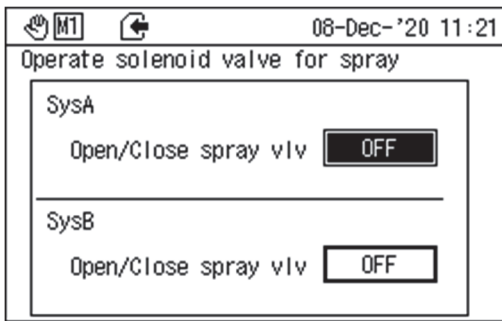 M1 08-Dec-'20 11:21
Operate solenoid valve for spray
SysA
Open/Close spray vlv OFF
SysB
Open/Close spray vlv OFF